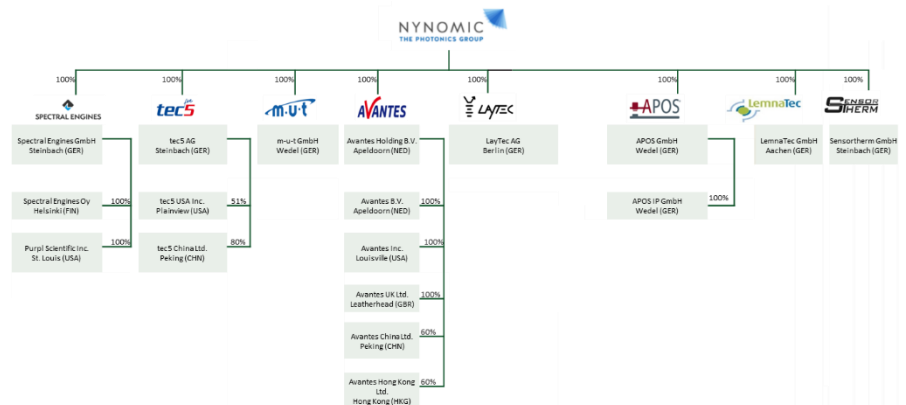 NYNOMIC
THE PHOTONICS GROUP
100%
100%
100%
100%
100%
100%
100%
100%
SPECTRAL ENGINES
tec5
m·u·t
AVANTES
LAYTEC
APOS
LemnaTec
SENSOR
THERM
Spectral Engines GmbH
Steinbach (GER)
tec5 AG
Steinbach (GER)
m-u-t GmbH
Wedel (GER)
Avantes Holding B.V.
Apeldoorn (NED)
LayTec AG
Berlin (GER)
APOS GmbH
Wedel (GER)
LemnaTec GmbH
Aachen (GER)
Sensortherm GmbH
Steinbach (GER)
Spectral Engines Oy
Helsinki (FIN)
100%
tec5 USA Inc.
Plainview (USA)
51%
Avantes B.V.
Apeldoorn (NED)
100%
APOS IP GmbH
Wedel (GER)
100%
Purpl Scientific Inc.
St. Louis (USA)
100%
tec5 China Ltd.
Peking (CHN)
80%
Avantes Inc.
Louisville (USA)
100%
Avantes UK Ltd.
Leatherhead (GBR)
100%
Avantes China Ltd.
Peking (CHN)
60%
Avantes Hong Kong
Ltd.
Hong Kong (HKG)
60%